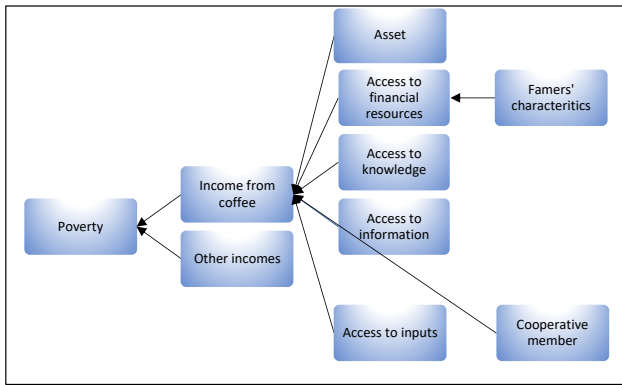 Asset
Access to
financial
resources
Famers'
characteritics
Access to
knowledge
Income from
coffee
Access to
information
Poverty
Other incomes
Access to inputs
Cooperative
member